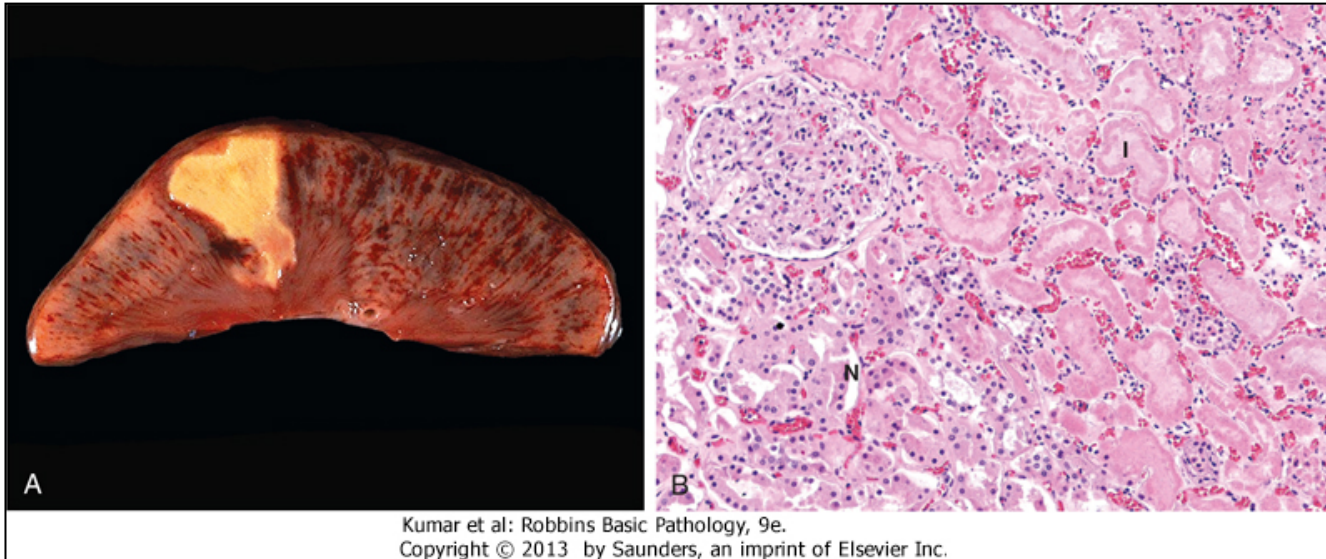 A
I
N
B
Kumar et al: Robbins Basic Pathology, 9e.
Copyright © 2013 by Saunders, an imprint of Elsevier Inc.